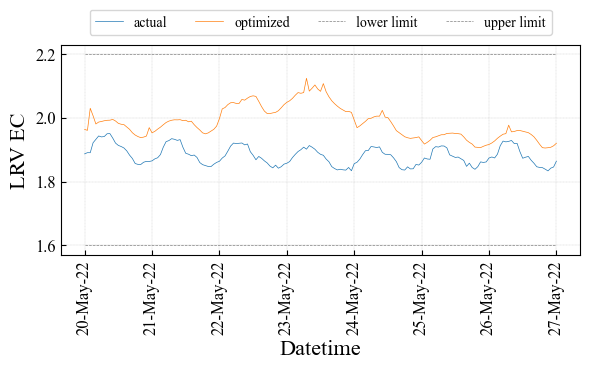 actual optimized lower limit upper limit
2.2
2.0
1.8
1.6
LRV EC
20-May-22
21-May-22
22-May-22
23-May-22
24-May-22
25-May-22
26-May-22
27-May-22
Datetime